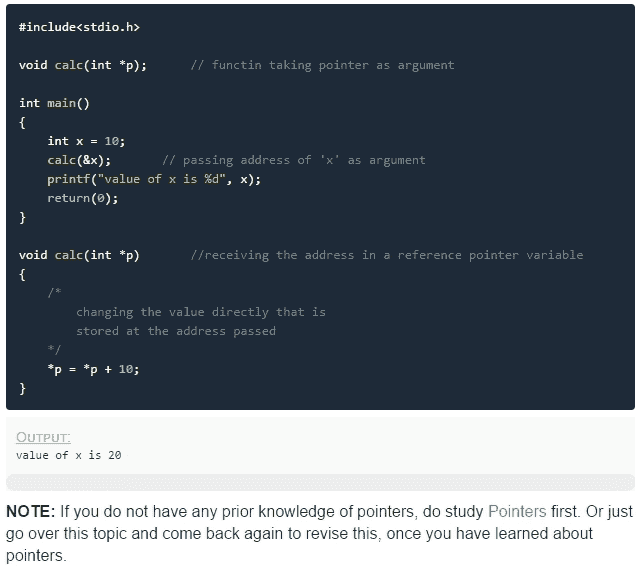 #include<stdio.h>
void calc(int *p);      // functin taking pointer as argument
int main()
{
    int x = 10;
    calc(&x);       // passing address of 'x' as argument
    printf("value of x is %d", x);
    return(0);
}
void calc(int *p)       //receiving the address in a reference pointer variable
{
    /*
        changing the value directly that is
        stored at the address passed
    */
    *p = *p + 10;
}
OUTPUT:
value of x is 20
NOTE: If you do not have any prior knowledge of pointers, do study Pointers first. Or just
go over this topic and come back again to revise this, once you have learned about
pointers.